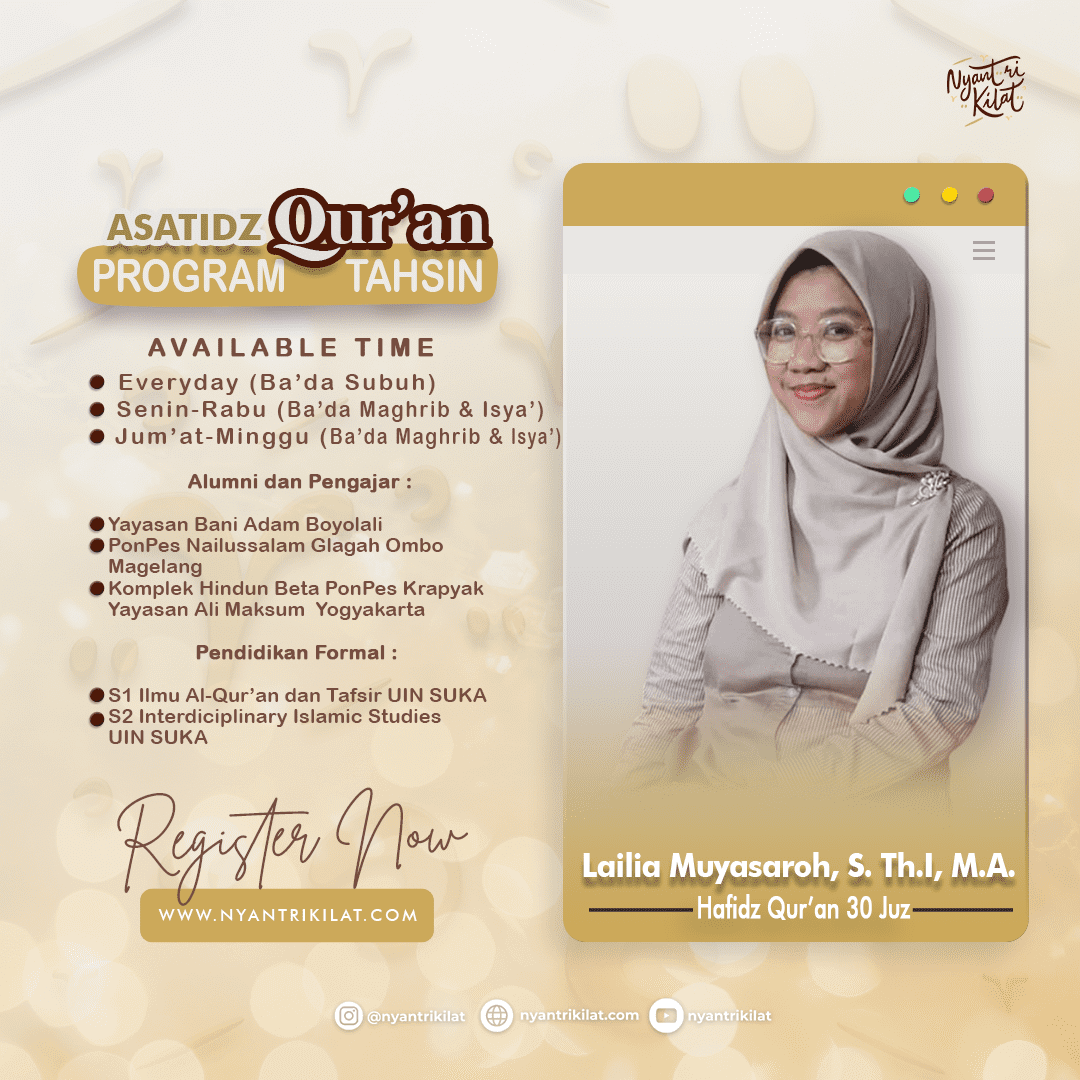 Nyantri
Kilat
ASATIDZ Qur'an
PROGRAM TAHSIN
AVAILABLE TIME
Everyday (Ba'da Subuh)
Senin-Rabu (Ba'da Maghrib & Isya')
Jum'at-Minggu (Ba'da Maghrib & Isya')
Alumni dan Pengajar :
Yayasan Bani Adam Boyolali
PonPes Nailussalam Glagah Ombo
Magelang
Komplek Hindun Beta PonPes Krapyak
Yayasan Ali Maksum Yogyakarta
Pendidikan Formal :
S1 Ilmu Al-Qur'an dan Tafsir UIN SUKA
S2 Interdiciplinary Islamic Studies
UIN SUKA
Register Now
WWW.NYANTRIKILAT.COM
Lailia Muyasaroh, S. Th.I, M.A.
Hafidz Qur'an 30 Juz
@nyantrikilat nyantrikilat.com nyantrikilat